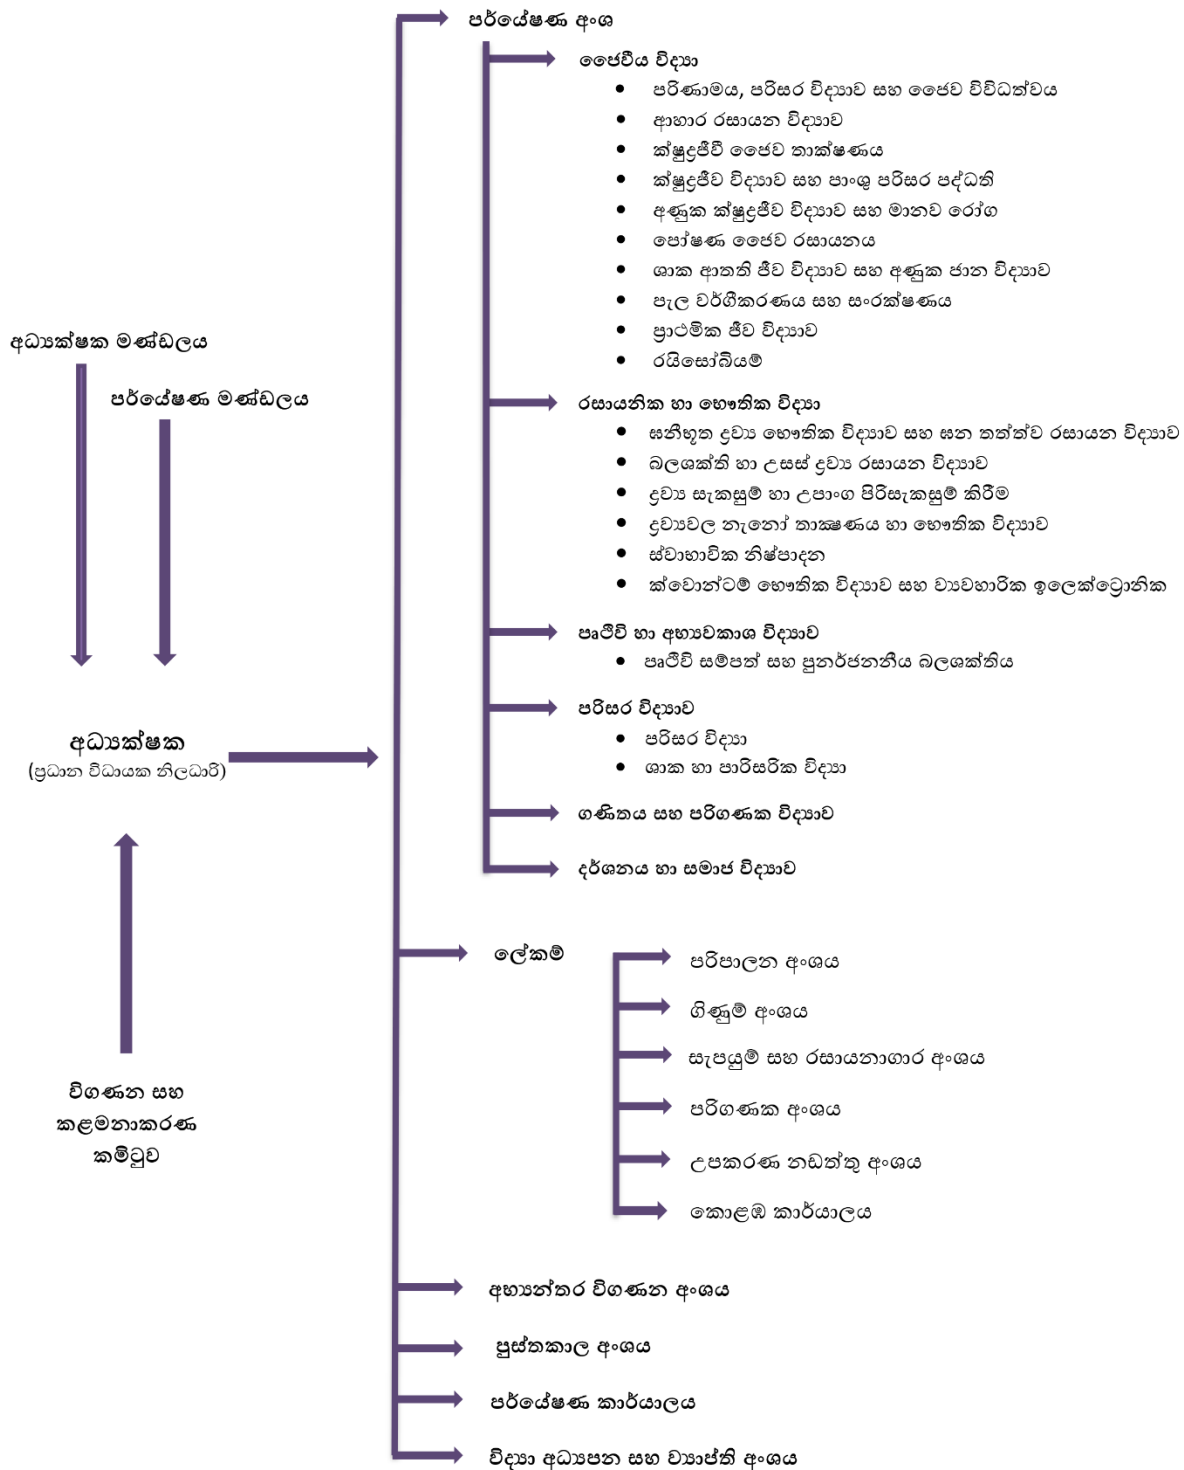 පර්යේෂණ අංශ
ජෛවීය විද්‍යා
පරිණාමය, පරිසර විද්‍යාව සහ ජෛව විවිධත්වය
ආහාර රසායන විද්‍යාව
ක්ෂුද්‍රජීවී ජෛව තාක්ෂණය
ක්ෂුද්‍රජීව විද්‍යාව සහ පාංශු පරිසර පද්ධති
අණුක ක්ෂුද්‍රජීව විද්‍යාව සහ මානව රෝග
පෝෂණ ජෛව රසායනය
ශාක ආතති ජීව විද්‍යාව සහ අණුක ජාන විද්‍යාව
පැල වර්ගීකරණය සහ සංරක්ෂණය
ප්‍රාථමික ජීව විද්‍යාව
රයිසෝබියම්
අධ්‍යක්ෂක මණ්ඩලය
පර්යේෂණ මණ්ඩලය
රසායනික හා භෞතික විද්‍යා
ඝනීභූත ද්‍රව්‍ය භෞතික විද්‍යාව සහ ඝන තත්ත්ව රසායන විද්‍යාව
බලශක්ති හා උසස් ද්‍රව්‍ය රසායන විද්‍යාව
ද්‍රව්‍ය සැකසුම් හා උපාංග පිරිසැකසුම් කිරීම
ද්‍රව්‍යවල නැනෝ තාක්‍ෂණය හා භෞතික විද්‍යාව
ස්වාභාවික නිෂ්පාදන
ක්වොන්ටම් භෞතික විද්‍යාව සහ ව්‍යවහාරික ඉලෙක්ට්‍රොනික
පෘථිවි හා අභ්‍යවකාශ විද්‍යාව
පෘථිවි සම්පත් සහ පුනර්ජනනීය බලශක්තිය
පරිසර විද්‍යාව
පරිසර විද්‍යා
ශාක හා පාරිසරික විද්‍යා
අධ්‍යක්ෂක
(ප්‍රධාන විධායක නිලධාරි)
ගණිතය සහ පරිගණක විද්‍යාව
දර්ශනය හා සමාජ විද්‍යාව
ලේකම්
පරිපාලන අංශය
ගිණුම් අංශය
සැපයුම් සහ රසායනාගාර අංශය
පරිගණක අංශය
උපකරණ නඩත්තු අංශය
කොළඹ කාර්යාලය
විගණන සහ
කළමනාකරණ
කමිටුව
අභ්‍යන්තර විගණන අංශය
පුස්තකාල අංශය
පර්යේෂණ කාර්යාලය
විද්‍යා අධ්‍යපන සහ ව්‍යාප්ති අංශය